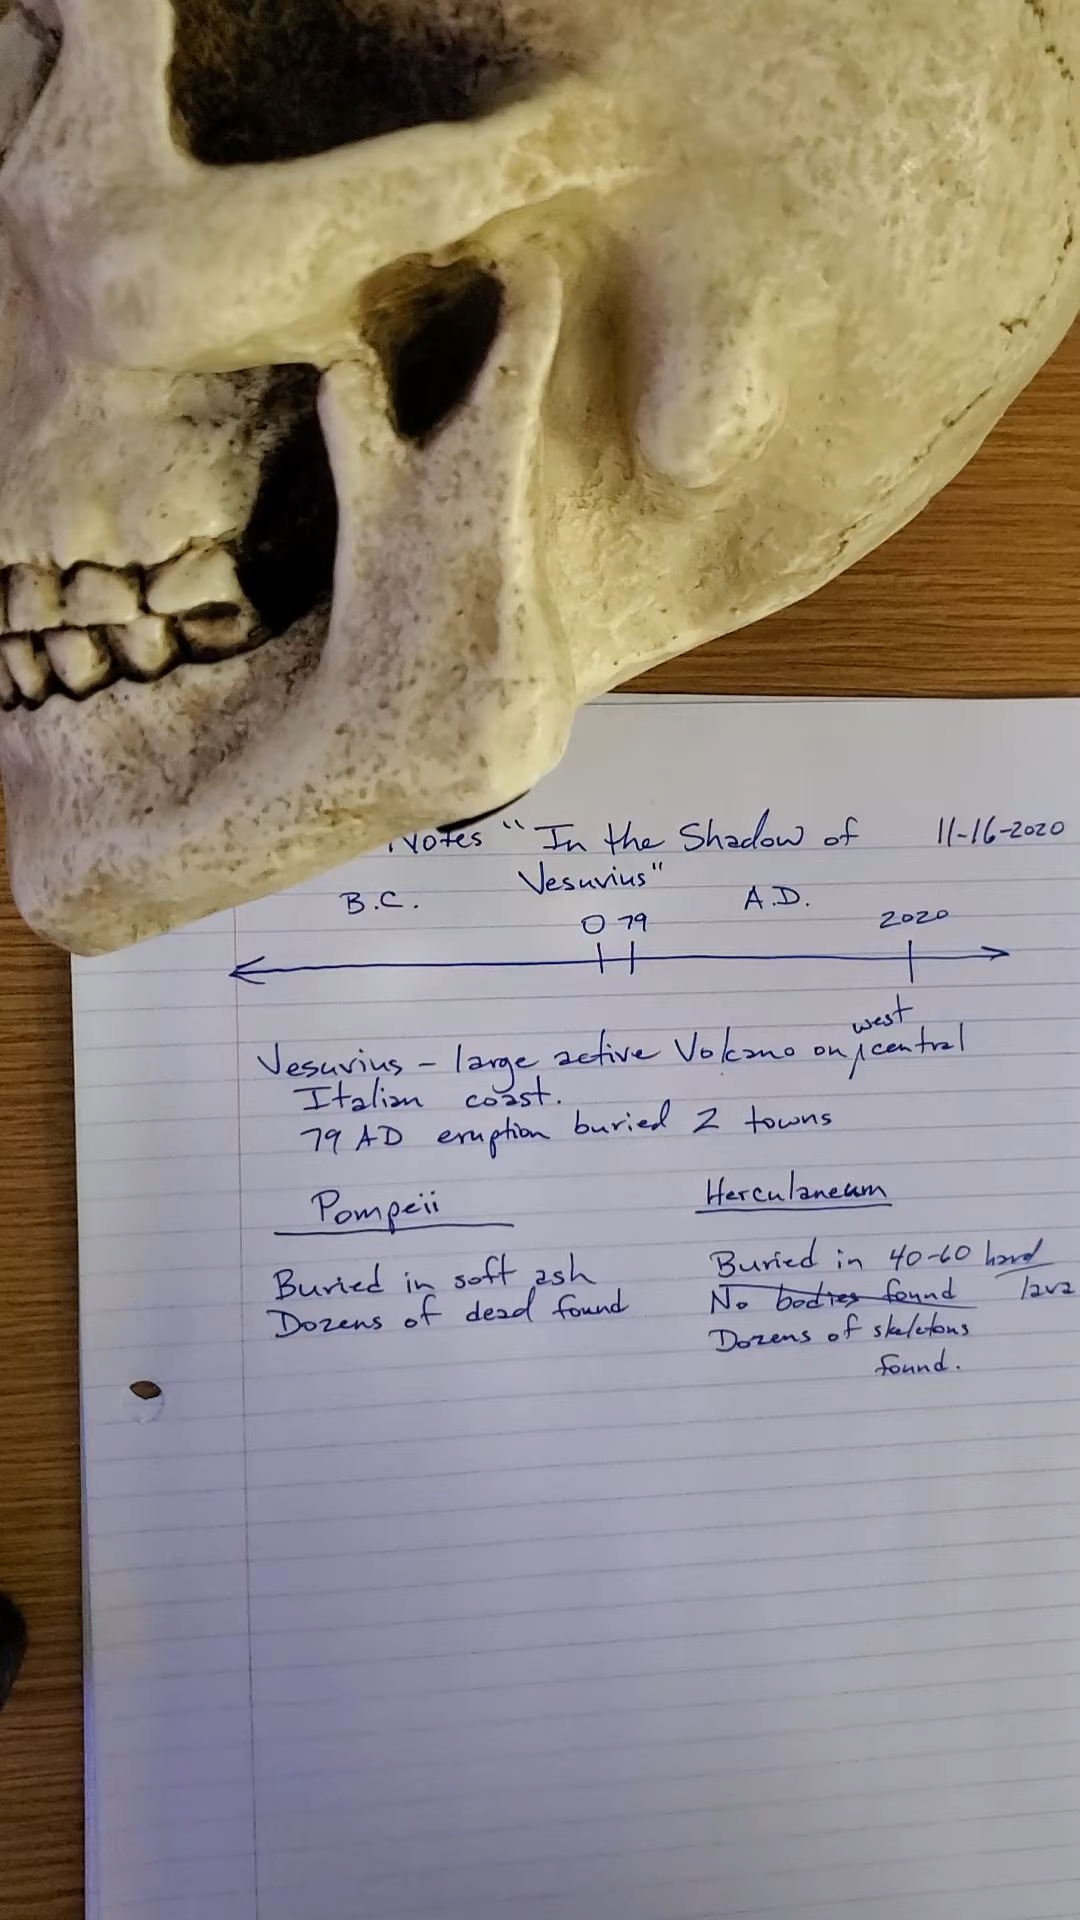 Notes "In the Shadow of Vesuvius" 11-16-2020
B.C. A.D.
0 79 2020
Vesuvius - large active Volcano on west central
Italian coast.
79 AD eruption buried 2 towns
Pompeii
Buried in soft ash
Dozens of dead found
Herculaneum
Buried in 40-60 hard lava
No bodies found
Dozens of skeletons
found.